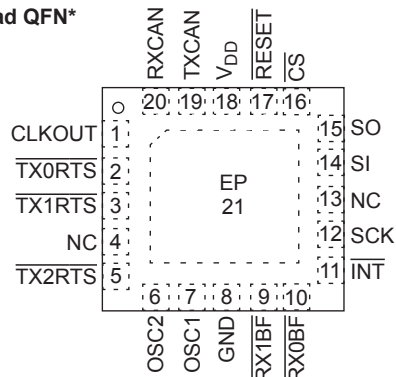 ad QFN*
RXCAN
TXCAN
VDD
RESET
CS
20 19 18 17 16
CLKOUT 1
TX0RTS 2
TX1RTS 3
NC 4
TX2RTS 5
EP
21
15 SO
14 SI
13 NC
12 SCK
11 INT
6 7 8 9 10
OSC2
OSC1
GND
RX1BF
RX0BF